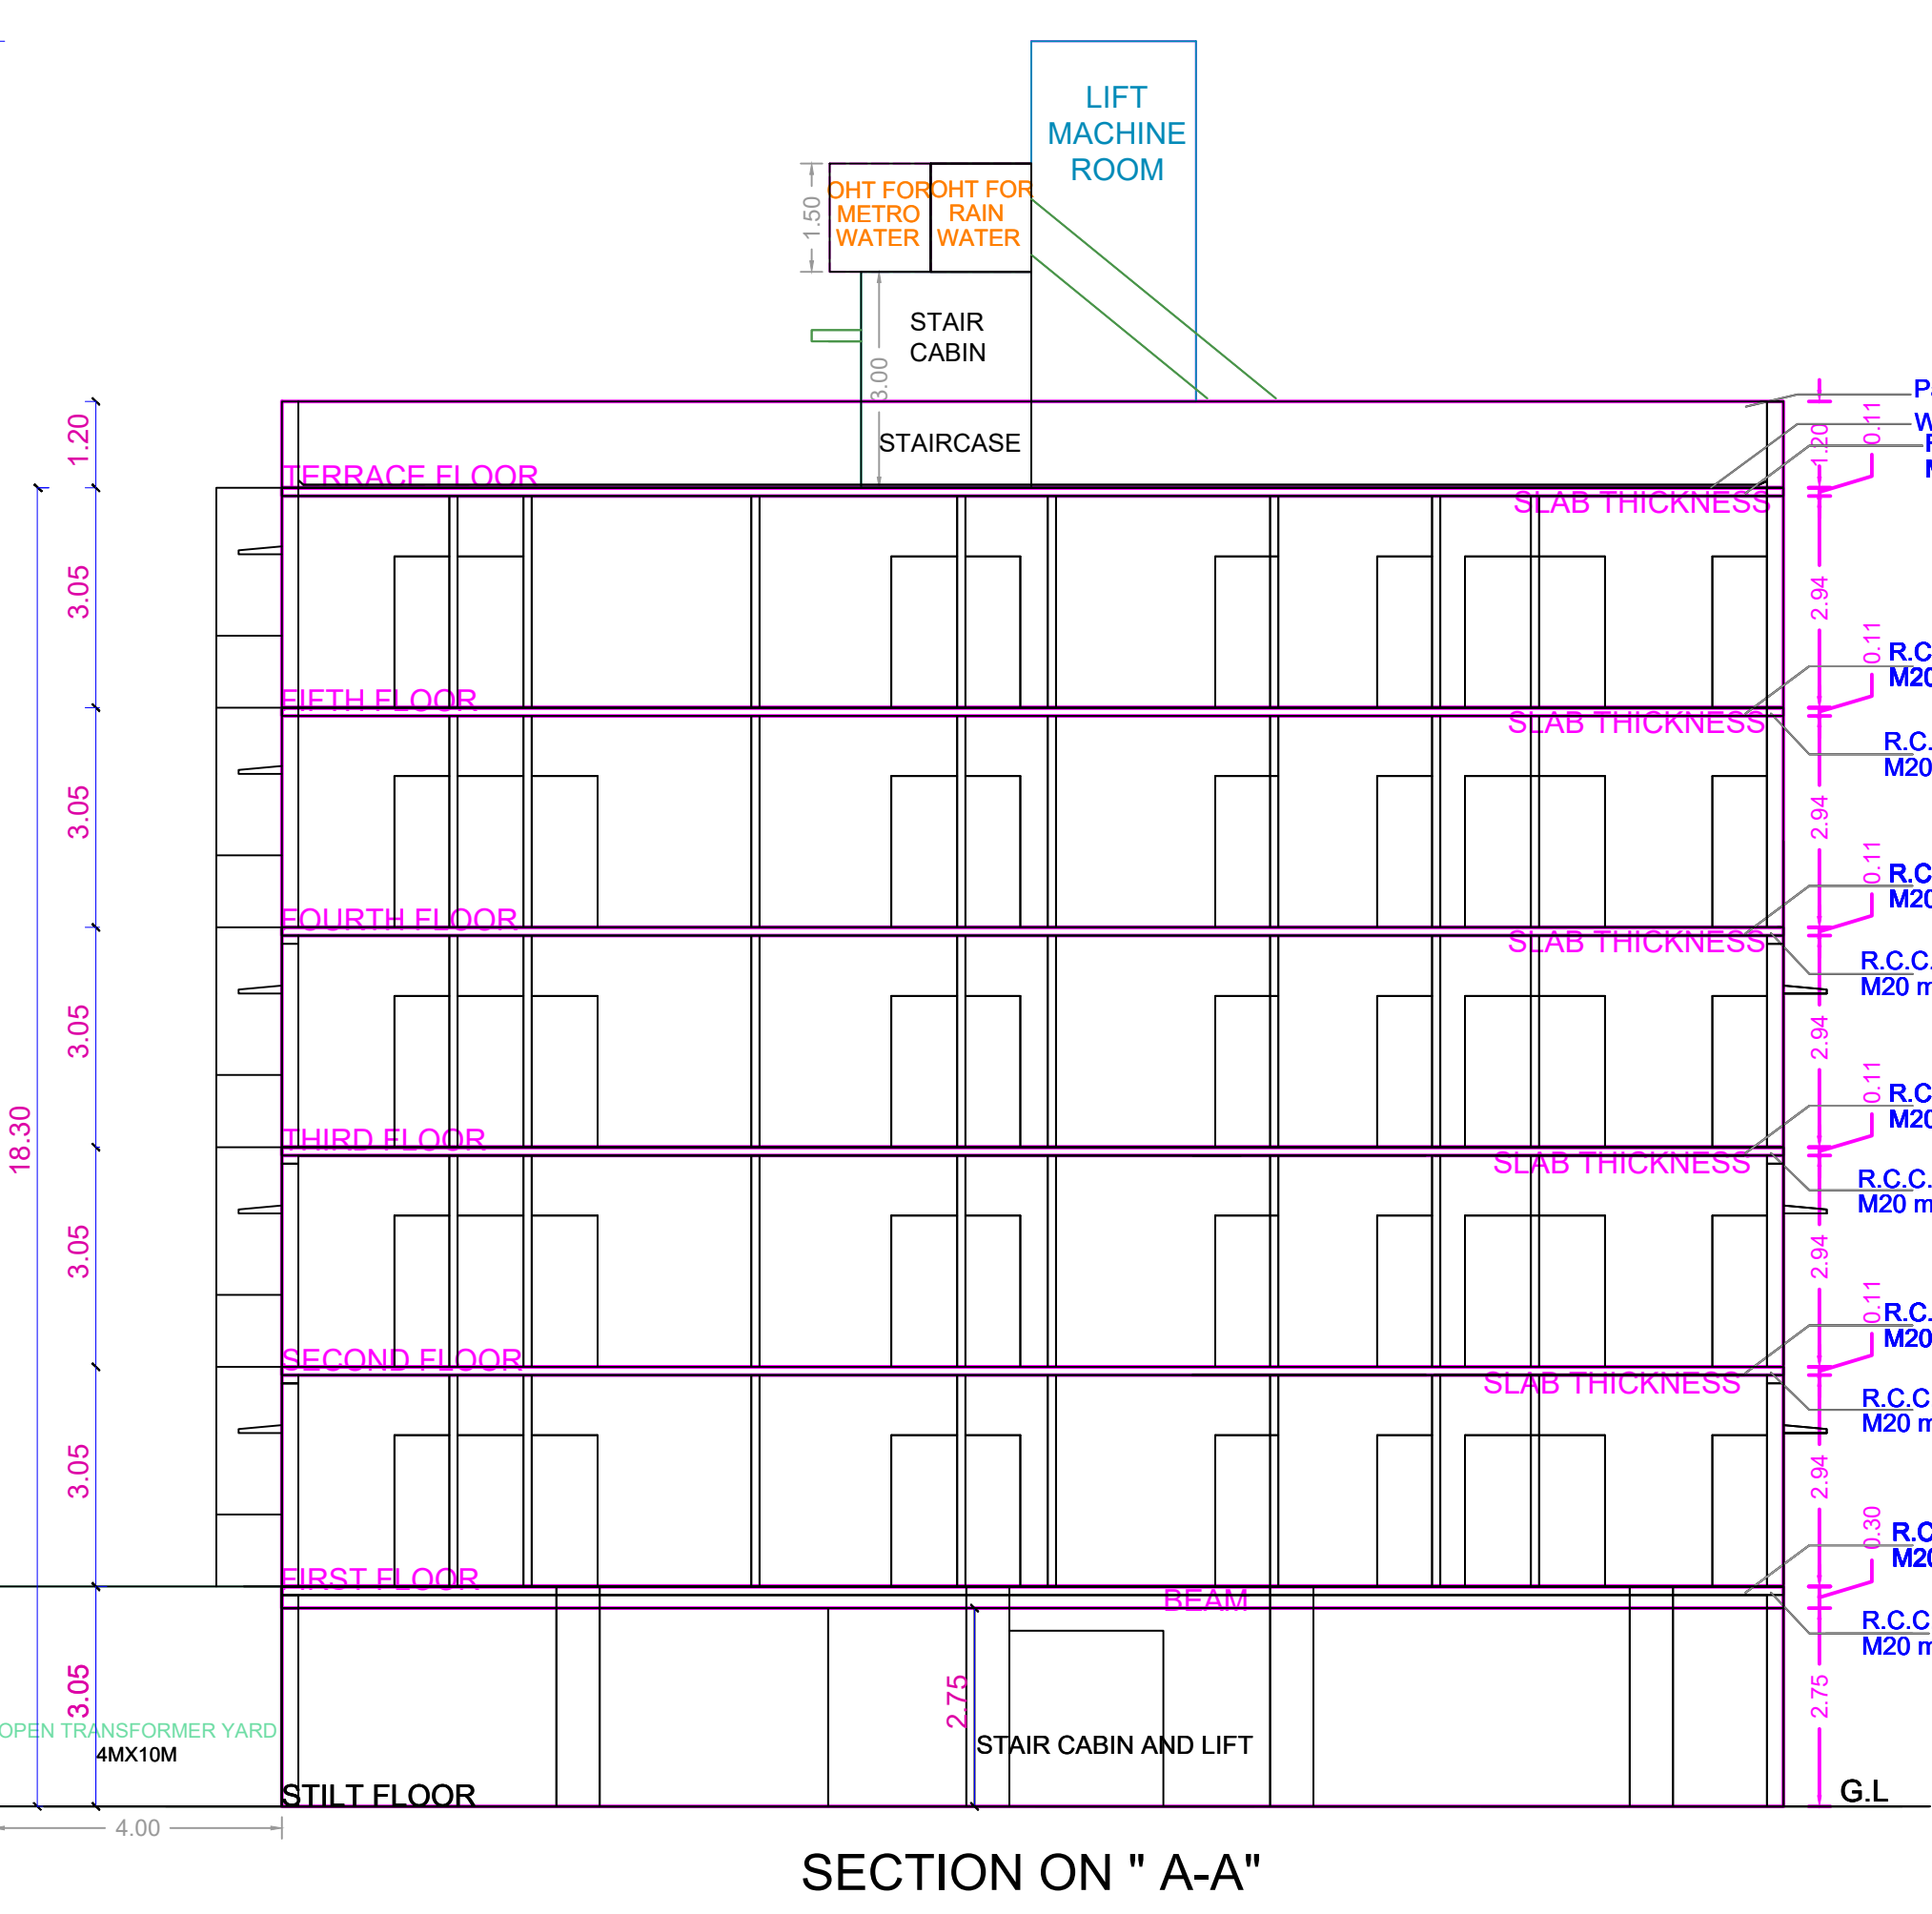 LIFT
MACHINE
ROOM
OHT FOR
METRO
WATER
OHT FOR
RAIN
WATER
1.50
STAIR
CABIN
3.00
STAIRCASE
1.20
1.20
0.11
TERRACE FLOOR
SLAB THICKNESS
3.05
2.94
0.11
R.C
M20
FIFTH FLOOR
SLAB THICKNESS
R.C.
M20
3.05
2.94
0.11
R.C
M20
FOURTH FLOOR
SLAB THICKNESS
R.C.C.
M20 m
3.05
2.94
0.11
R.C
M20
18.30
THIRD FLOOR
SLAB THICKNESS
R.C.C.
M20 m
3.05
2.94
0.11
R.C.
M20
SECOND FLOOR
SLAB THICKNESS
R.C.C
M20 m
3.05
2.94
0.30
R.C
M20
FIRST FLOOR
BEAM
R.C.C
M20 m
3.05
2.75
2.75
OPEN TRANSFORMER YARD
4MX10M
STAIR CABIN AND LIFT
STILT FLOOR
G.L
4.00
SECTION ON " A-A"